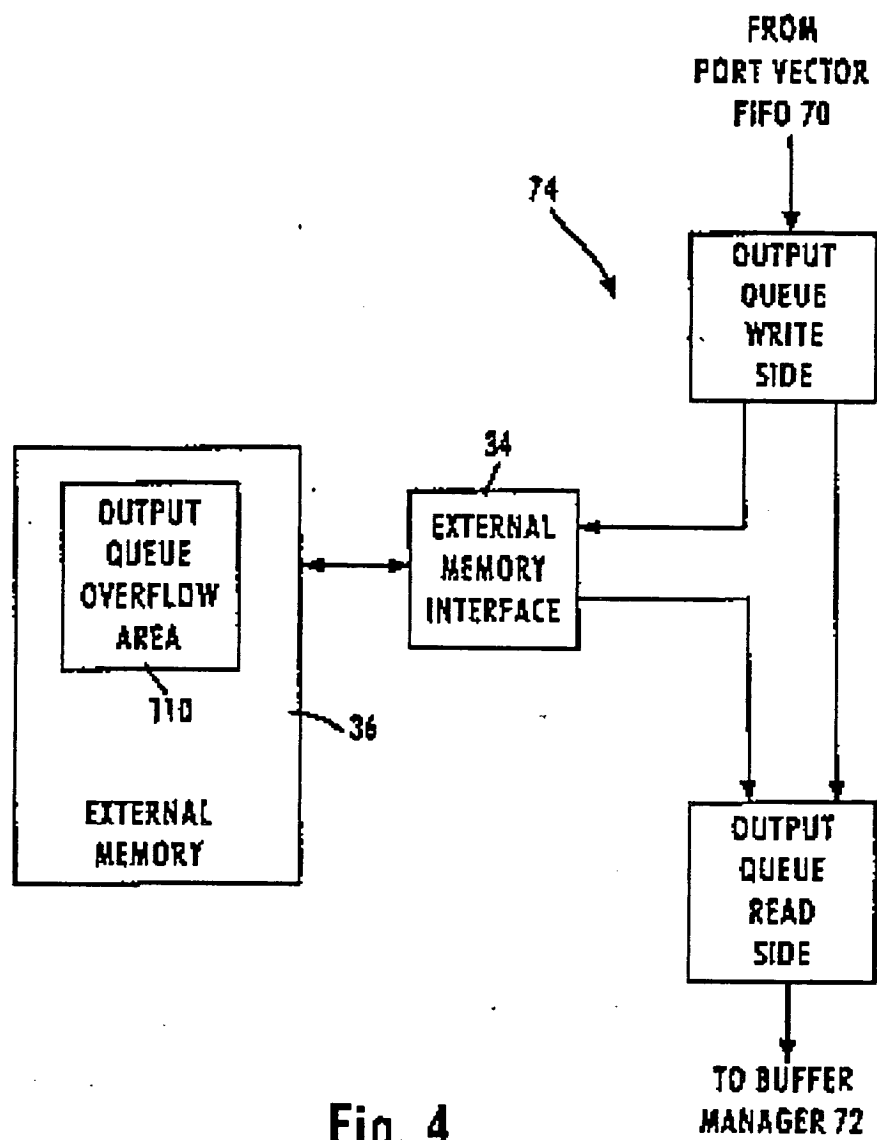 FROM
PORT VECTOR
FIFO 70
74
OUTPUT
QUEUE
WRITE
SIDE
34
EXTERNAL
MEMORY
INTERFACE
OUTPUT
QUEUE
OVERFLOW
AREA
110
36
EXTERNAL
MEMORY
OUTPUT
QUEUE
READ
SIDE
TO BUFFER
MANAGER 72
Fig. 4